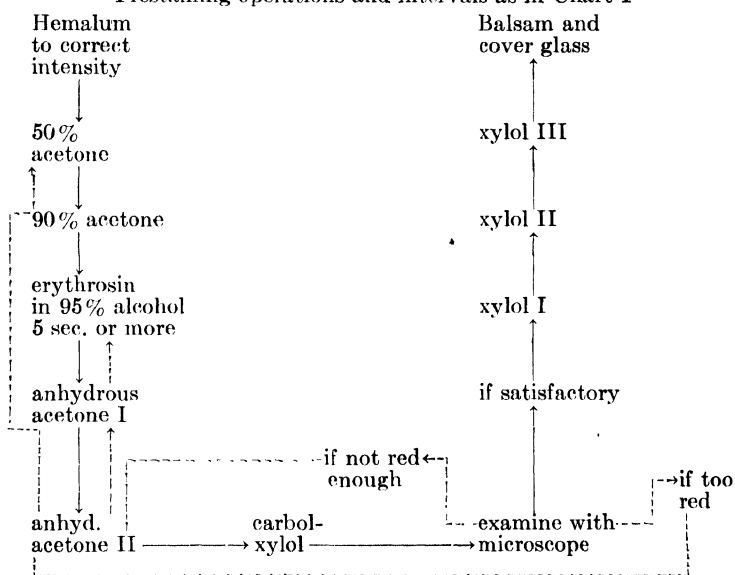 Prestaining operations and intervals as in Chart I
Hemalum
to correct
intensity
50%
acetone
90% acetone
erythrosin
in 95% alcohol
5 sec. or more
anhydrous
acetone I
anhyd.
acetone II
carbol-
xylol
if not red
enough
examine with
microscope
if too
red
if satisfactory
xylol I
xylol II
xylol III
Balsam and
cover glass